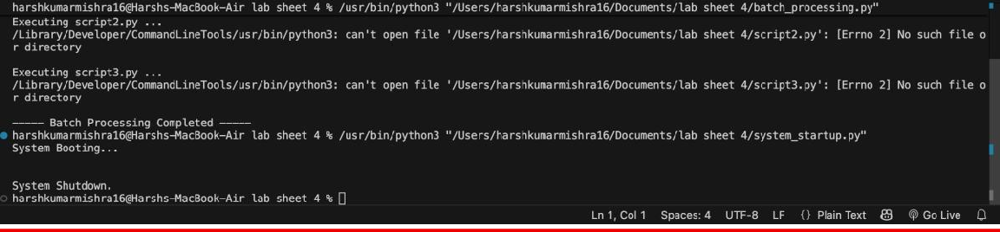 harshkumarmishra16@Harshs-MacBook-Air lab sheet 4 % /usr/bin/python3 "/Users/harshkumarmishra16/Documents/lab sheet 4/batch_processing.py"
Executing script2.py ...
/Library/Developer/CommandLineTools/usr/bin/python3: can't open file '/Users/harshkumarmishra16/Documents/lab sheet 4/script2.py': [Errno 2] No such file o
r directory
Executing script3.py ...
/Library/Developer/CommandLineTools/usr/bin/python3: can't open file '/Users/harshkumarmishra16/Documents/lab sheet 4/script3.py': [Errno 2] No such file o
r directory
————— Batch Processing Completed —————
harshkumarmishra16@Harshs-MacBook-Air lab sheet 4 % /usr/bin/python3 "/Users/harshkumarmishra16/Documents/lab sheet 4/system_startup.py"
System Booting...
System Shutdown.
harshkumarmishra16@Harshs-MacBook-Air lab sheet 4 %
Ln 1, Col 1 Spaces: 4 UTF-8 LF {} Plain Text Go Live